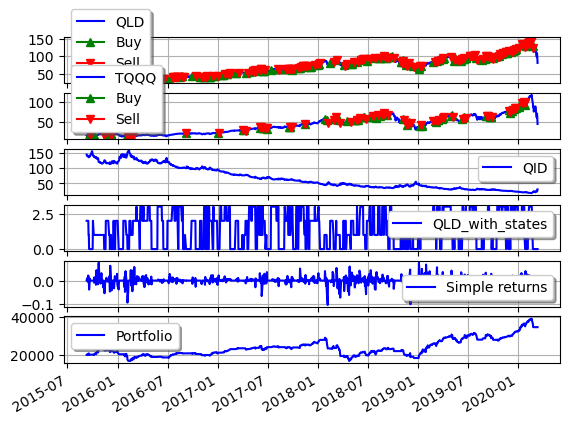 QLD
Buy
Sell
150
100
50
TQQQ
Buy
Sell
100
50
150
100
50
QID
2.5
0.0
QLD_with_states
0.0
−0.1
Simple returns
40000
20000
Portfolio
2015-07
2016-01
2016-07
2017-01
2017-07
2018-01
2018-07
2019-01
2019-07
2020-01